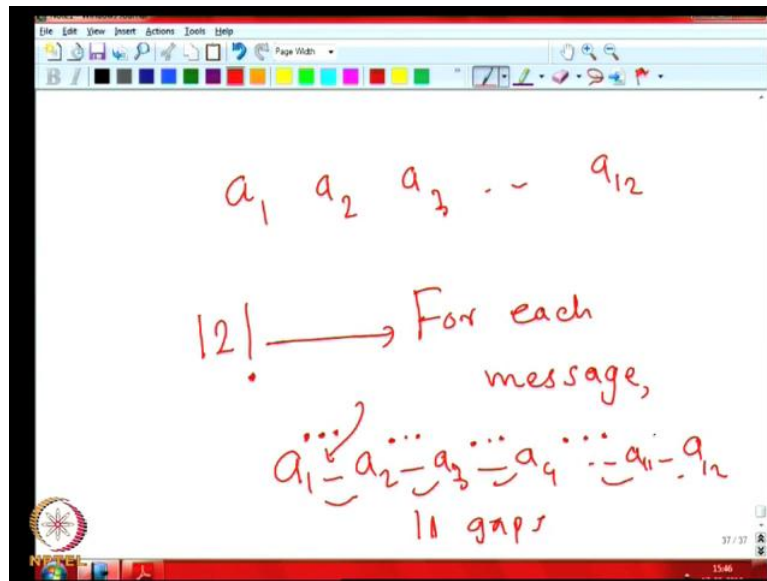 File Edit View Insert Actions Tools Help
Page Width
B I
a₁ a₂ a₃ ... a₁₂
12! → For each
message,
a₁ – a₂ – a₃ – a₄ ... – a₁₁ – a₁₂
11 gaps
37 / 37
NPTEL
15:46